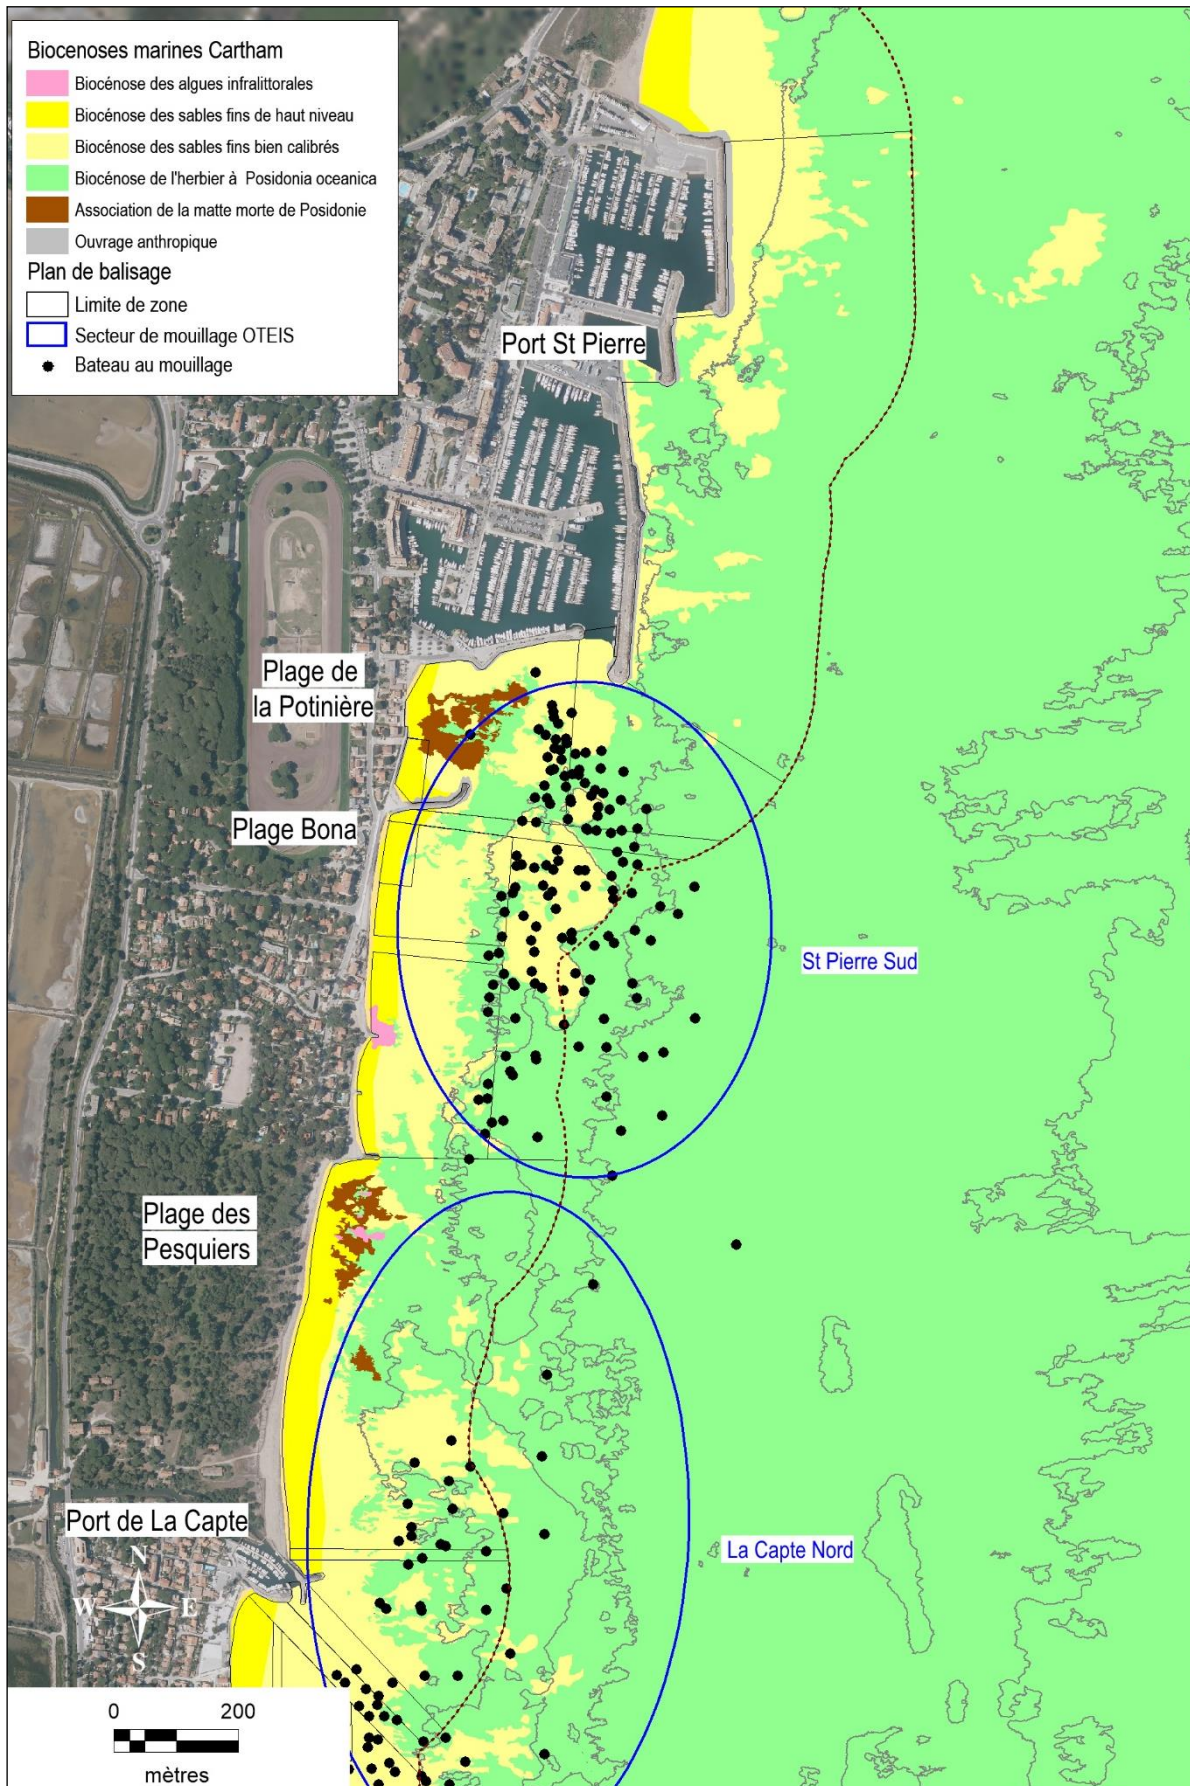 Biocenoses marines Cartham
Biocénose des algues infralittorales
Biocénose des sables fins de haut niveau
Biocénose des sables fins bien calibrés
Biocénose de l'herbier à Posidonia oceanica
Association de la matte morte de Posidonie
Ouvrage anthropique
Plan de balisage
Limite de zone
Secteur de mouillage OTEIS
Bateau au mouillage
Port St Pierre
Plage de
la Potinière
Plage Bona
St Pierre Sud
Plage des
Pesquiers
Port de La Capte
La Capte Nord
N
W
E
S
0
200
mètres